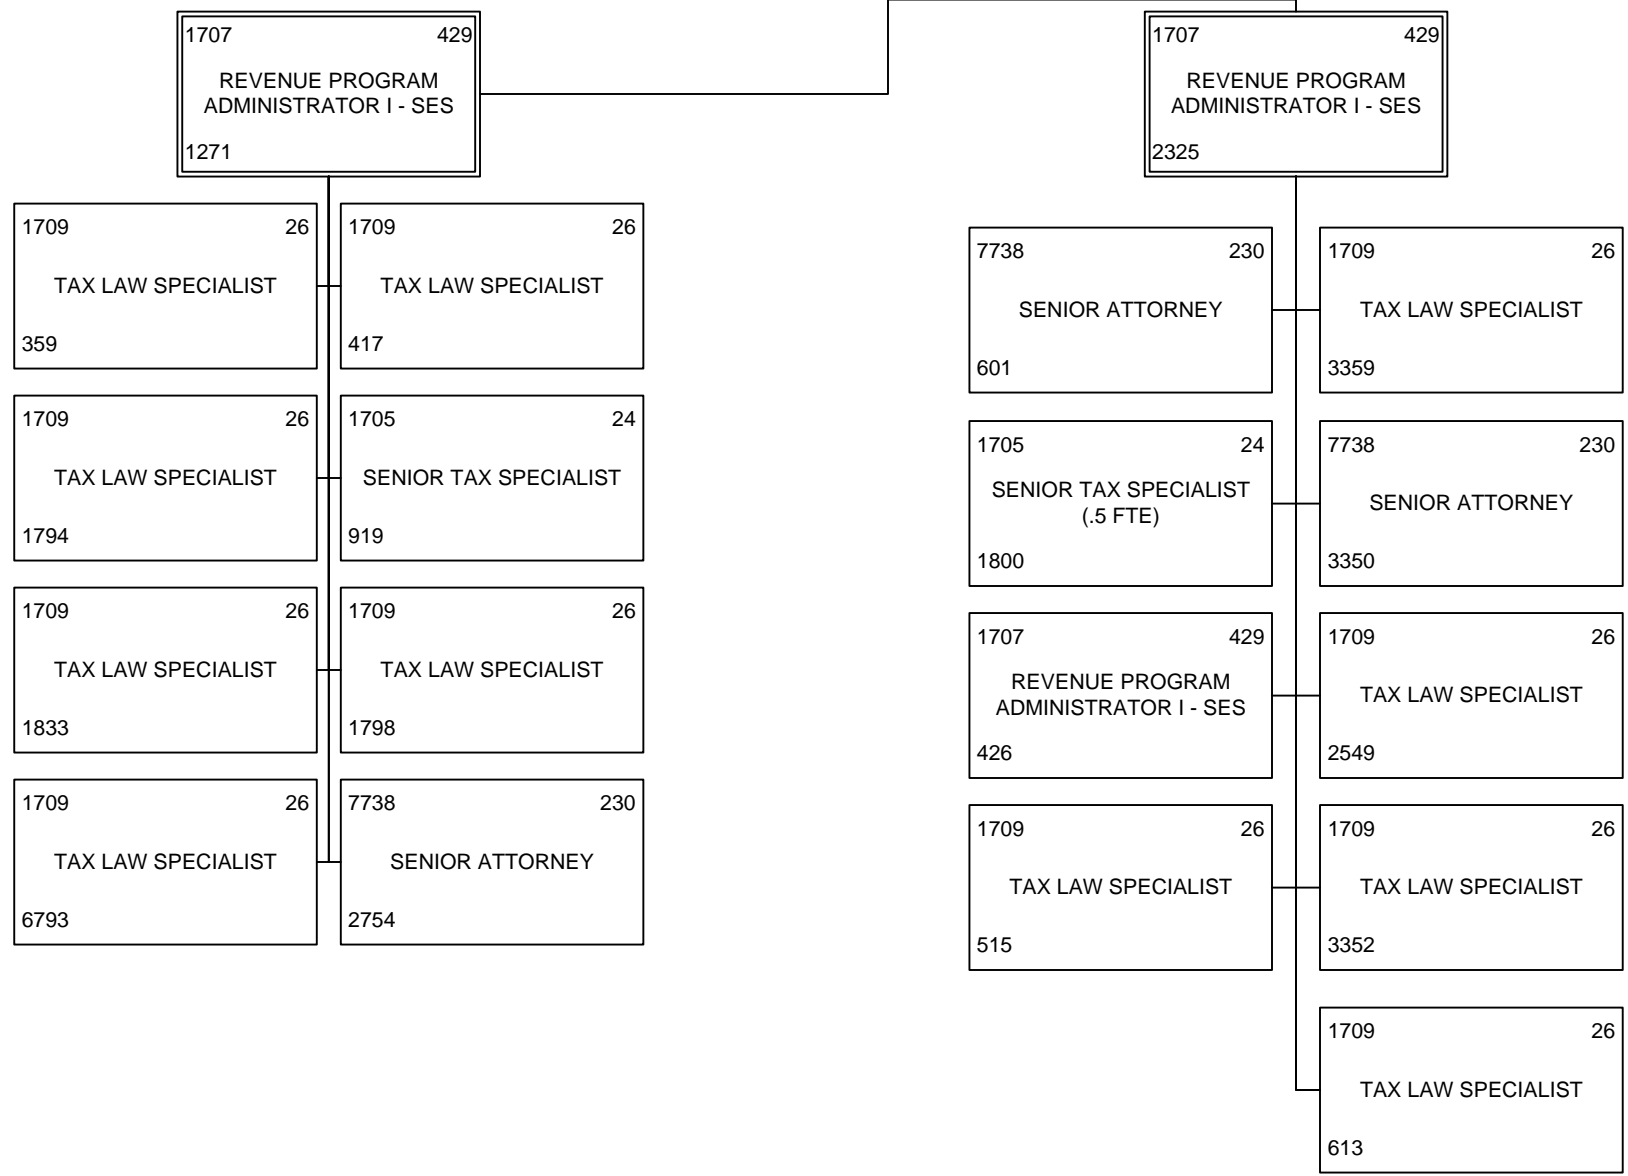 1707 429
REVENUE PROGRAM
ADMINISTRATOR I - SES
1271
1709 26
TAX LAW SPECIALIST
359
1709 26
TAX LAW SPECIALIST
417
1709 26
TAX LAW SPECIALIST
1794
1705 24
SENIOR TAX SPECIALIST
919
1709 26
TAX LAW SPECIALIST
1833
1709 26
TAX LAW SPECIALIST
1798
1709 26
TAX LAW SPECIALIST
6793
7738 230
SENIOR ATTORNEY
2754
1707 429
REVENUE PROGRAM
ADMINISTRATOR I - SES
2325
7738 230
SENIOR ATTORNEY
601
1709 26
TAX LAW SPECIALIST
3359
1705 24
SENIOR TAX SPECIALIST
(.5 FTE)
1800
7738 230
SENIOR ATTORNEY
3350
1707 429
REVENUE PROGRAM
ADMINISTRATOR I - SES
426
1709 26
TAX LAW SPECIALIST
2549
1709 26
TAX LAW SPECIALIST
515
1709 26
TAX LAW SPECIALIST
3352
1709 26
TAX LAW SPECIALIST
613